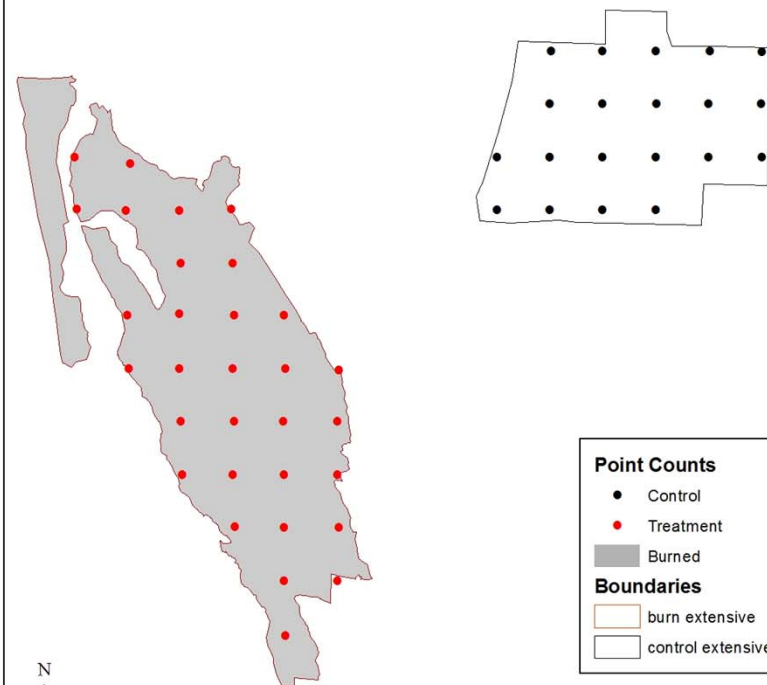 Point Counts
Control
Treatment
Burned
Boundaries
burn extensive
control extensive
N